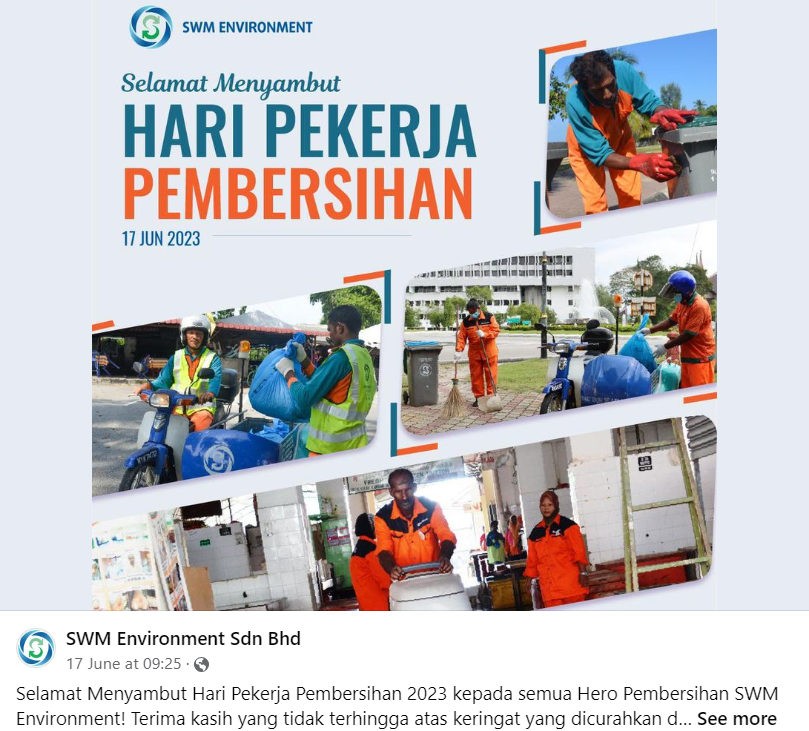 SWM ENVIRONMENT
Selamat Menyambut
HARI PEKERJA
PEMBERSIHAN
17 JUN 2023
SWM Environment Sdn Bhd
17 June at 09:25 ·
Selamat Menyambut Hari Pekerja Pembersihan 2023 kepada semua Hero Pembersihan SWM
Environment! Terima kasih yang tidak terhingga atas keringat yang dicurahkan d... See more